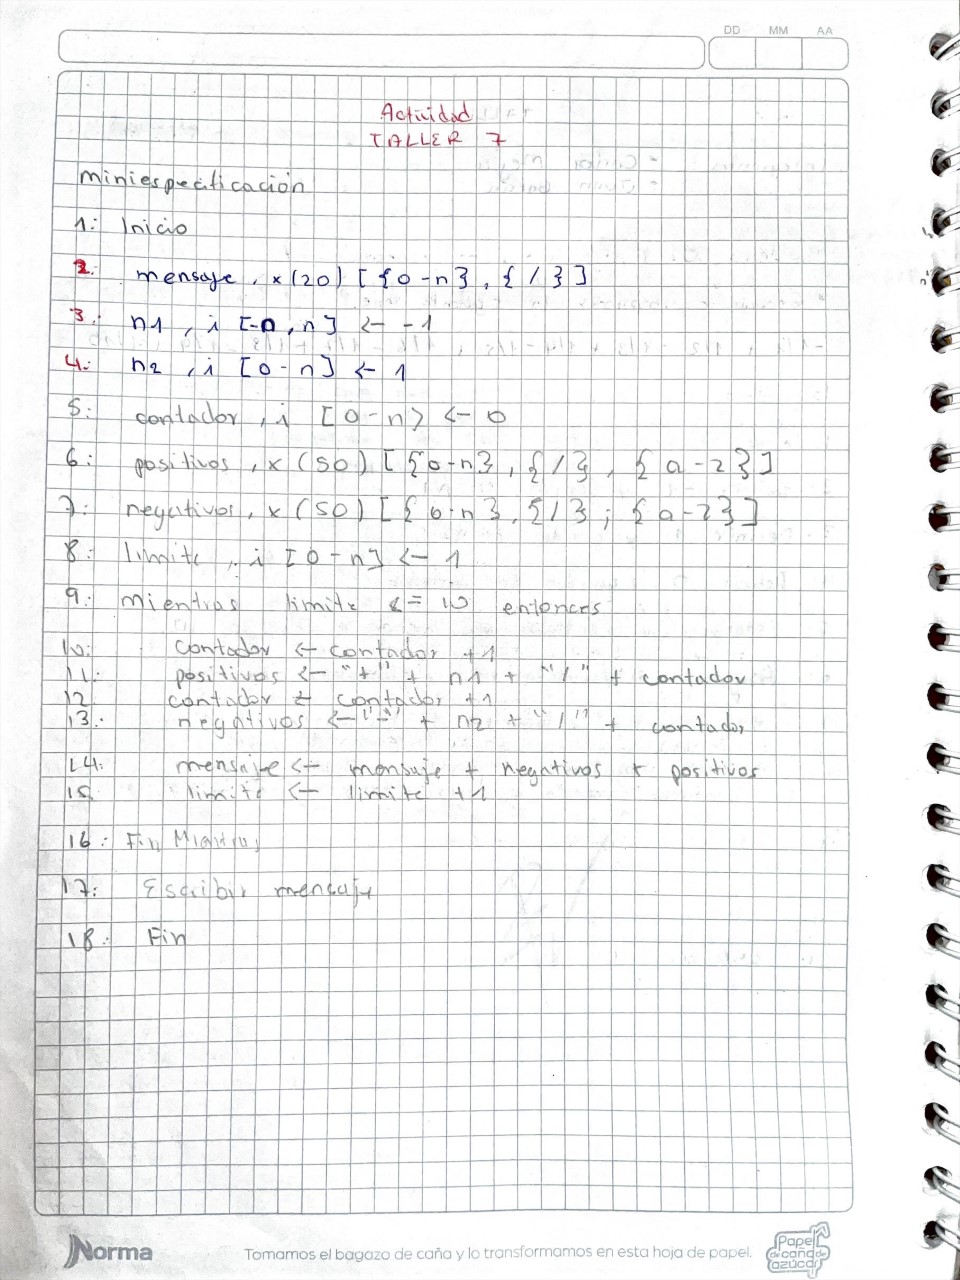 DD MM AA
Actividad
TALLER 7
miniespecificación
1: Inicio
2. mensaje, x(20) [{0-n}, {/}]
3: n1, i [-n, n] <- -1
4: n2, i [0-n] <- 1
5: contador, i [0-n] <- 0
6: positivos, x(50) [{0-n}, {/}, {a-z}]
7: negativos, x(50) [{0-n}, {/}; {a-z}]
8: limite, i [0-n] <- 1
9: mientras limite <= 10 entonces
10: contador <- contador +1
11: positivos <- "+" + n1 + "/" + contador
12 contador <- contador +1
13: negativos <- "-" + n2 + "/" + contador
14: mensaje <- mensaje + negativos + positivos
15 limite <- limite +1
16: Fin Mientras
17: Escribir mensaje
18: Fin
Norma
Tomamos el bagazo de caña y lo transformamos en esta hoja de papel.
Papel
de caña de
azúcar